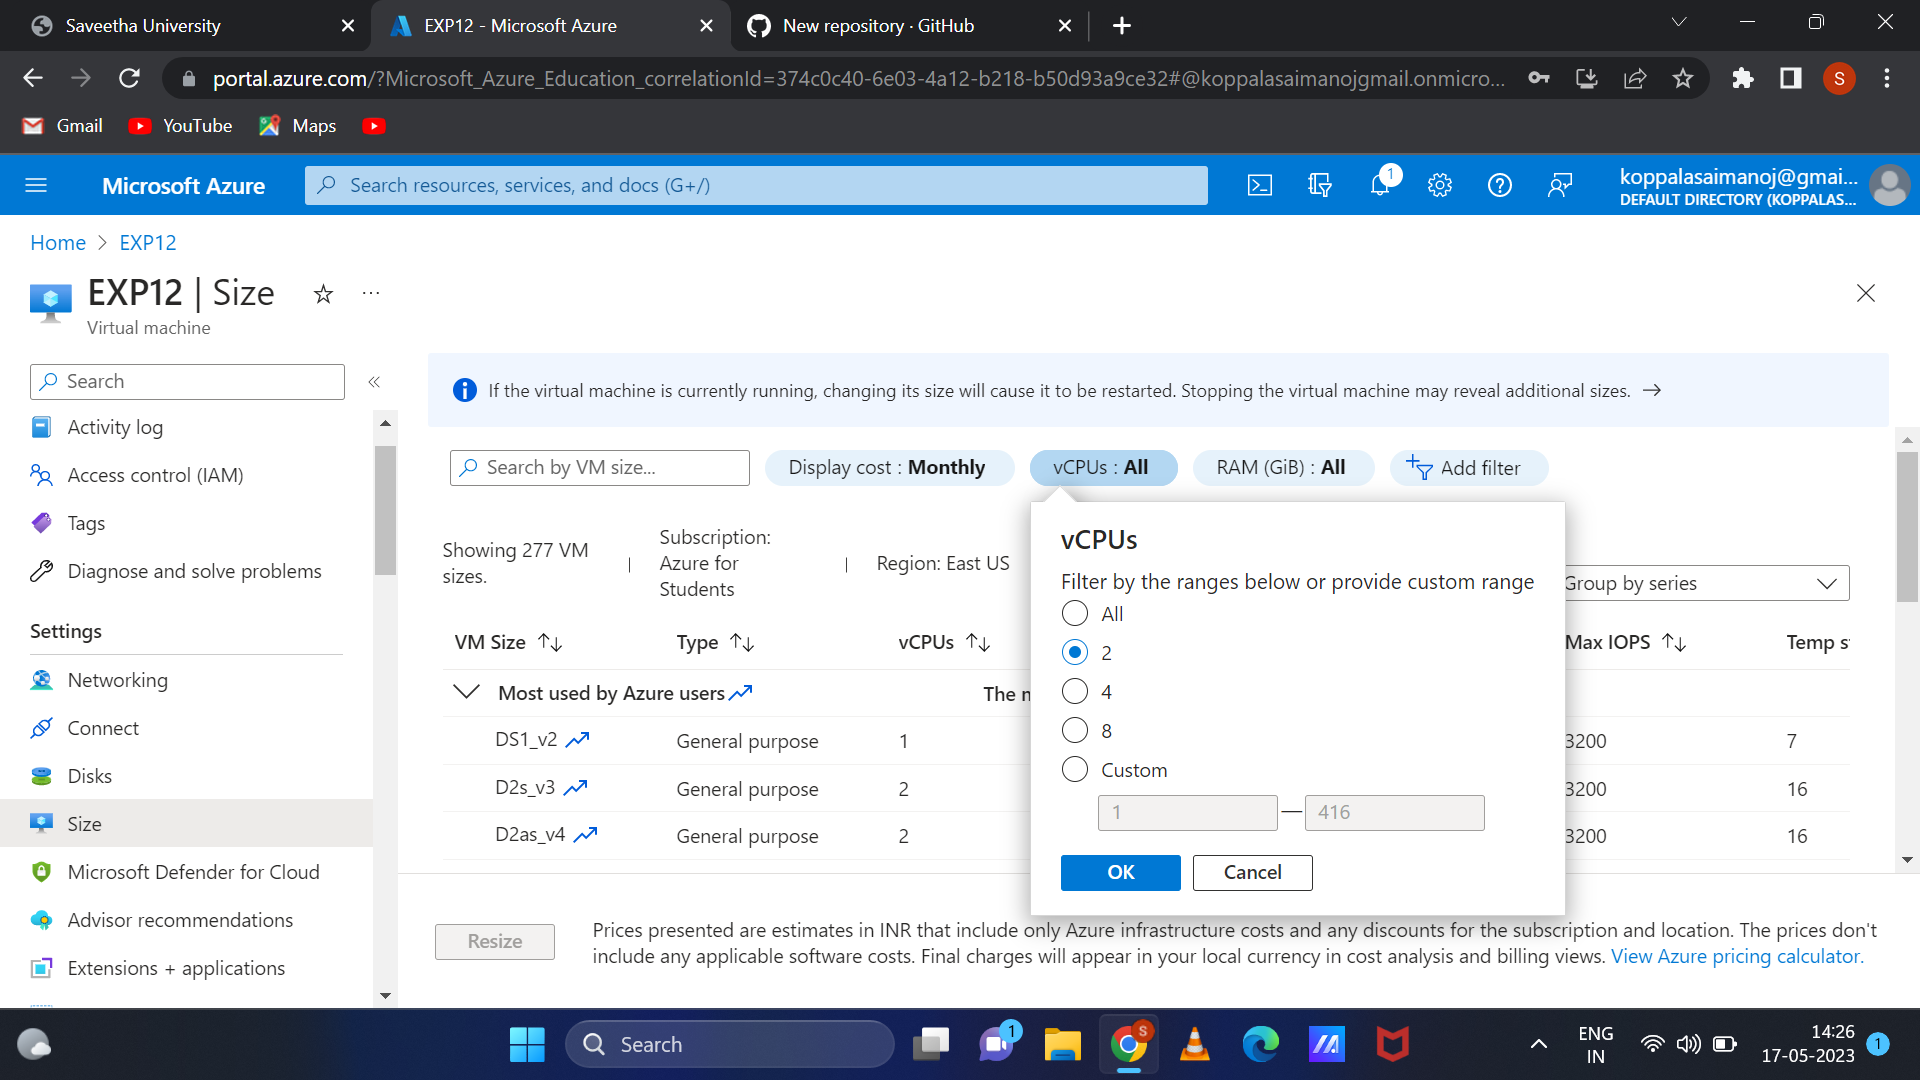 Saveetha University
EXP12 - Microsoft Azure
New repository · GitHub
portal.azure.com/?Microsoft_Azure_Education_correlationId=374c0c40-6e03-4a12-b218-b50d93a9ce32#@koppalasaimanojgmail.onmicro...
S
Gmail
YouTube
Maps
Microsoft Azure
Search resources, services, and docs (G+/)
1
koppalasaimanoj@gmai...
DEFAULT DIRECTORY (KOPPALAS...
Home > EXP12
EXP12 | Size
Virtual machine
Search
Activity log
Access control (IAM)
Tags
Diagnose and solve problems
Settings
Networking
Connect
Disks
Size
Microsoft Defender for Cloud
Advisor recommendations
Extensions + applications
If the virtual machine is currently running, changing its size will cause it to be restarted. Stopping the virtual machine may reveal additional sizes.
Search by VM size...
Display cost : Monthly
vCPUs : All
RAM (GiB) : All
Add filter
Showing 277 VM
sizes.
Subscription:
Azure for
Students
Region: East US
Group by series
VM Size
Type
vCPUs
Max IOPS
Temp s
Most used by Azure users
The
DS1_v2 General purpose 1 3200 7
D2s_v3 General purpose 2 3200 16
D2as_v4 General purpose 2 3200 16
vCPUs
Filter by the ranges below or provide custom range
All
2
4
8
Custom
1 — 416
OK
Cancel
Resize
Prices presented are estimates in INR that include only Azure infrastructure costs and any discounts for the subscription and location. The prices don't
include any applicable software costs. Final charges will appear in your local currency in cost analysis and billing views. View Azure pricing calculator.
Search
1
S
ENG
IN
14:26
17-05-2023
1